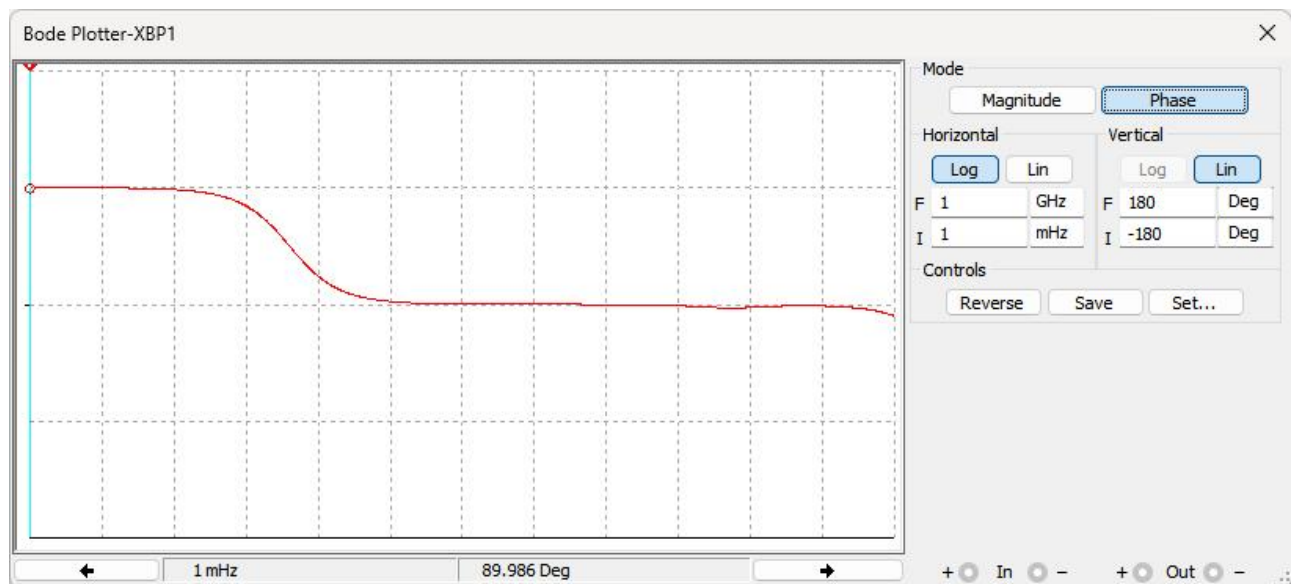 Bode Plotter-XBP1
Mode
Magnitude Phase
Horizontal Vertical
Log Lin Log Lin
F 1 GHz F 180 Deg
I 1 mHz I -180 Deg
Controls
Reverse Save Set...
1 mHz 89.986 Deg + In - + Out -